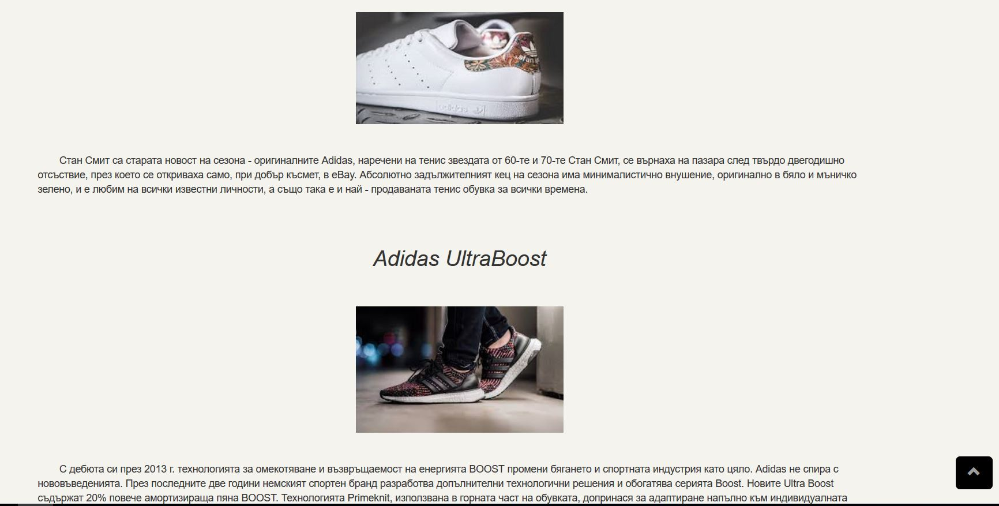 stan s
adidas
Стан Смит са старата новост на сезона - оригиналните Adidas, наречени на тенис звездата от 60-те и 70-те Стан Смит, се върнаха на пазара след твърдо двегодишно
отсъствие, през което се откриваха само, при добър късмет, в eBay. Абсолютно задължителният кец на сезона има минималистично внушение, оригинално в бяло и мъничко
зелено, и е любим на всички известни личности, а също така е и най - продаваната тенис обувка за всички времена.
Adidas UltraBoost
С дебюта си през 2013 г. технологията за омекотяване и възвръщаемост на енергията BOOST промени бягането и спортната индустрия като цяло. Adidas не спира с
нововъведенията. През последните две години немският спортен бранд разработва допълнителни технологични решения и обогатява серията Boost. Новите Ultra Boost
съдържат 20% повече амортизираща пяна BOOST. Технологията Primeknit, използвана в горната част на обувката, допринася за адаптиране напълно към индивидуалната